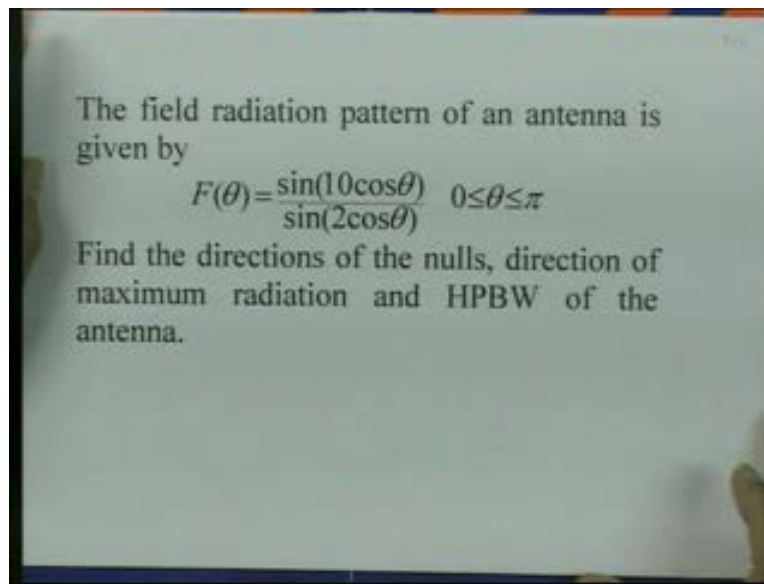 The field radiation pattern of an antenna is
given by
F(θ)=sin(10cosθ)/sin(2cosθ) 0≤θ≤π
Find the directions of the nulls, direction of
maximum radiation and HPBW of the
antenna.